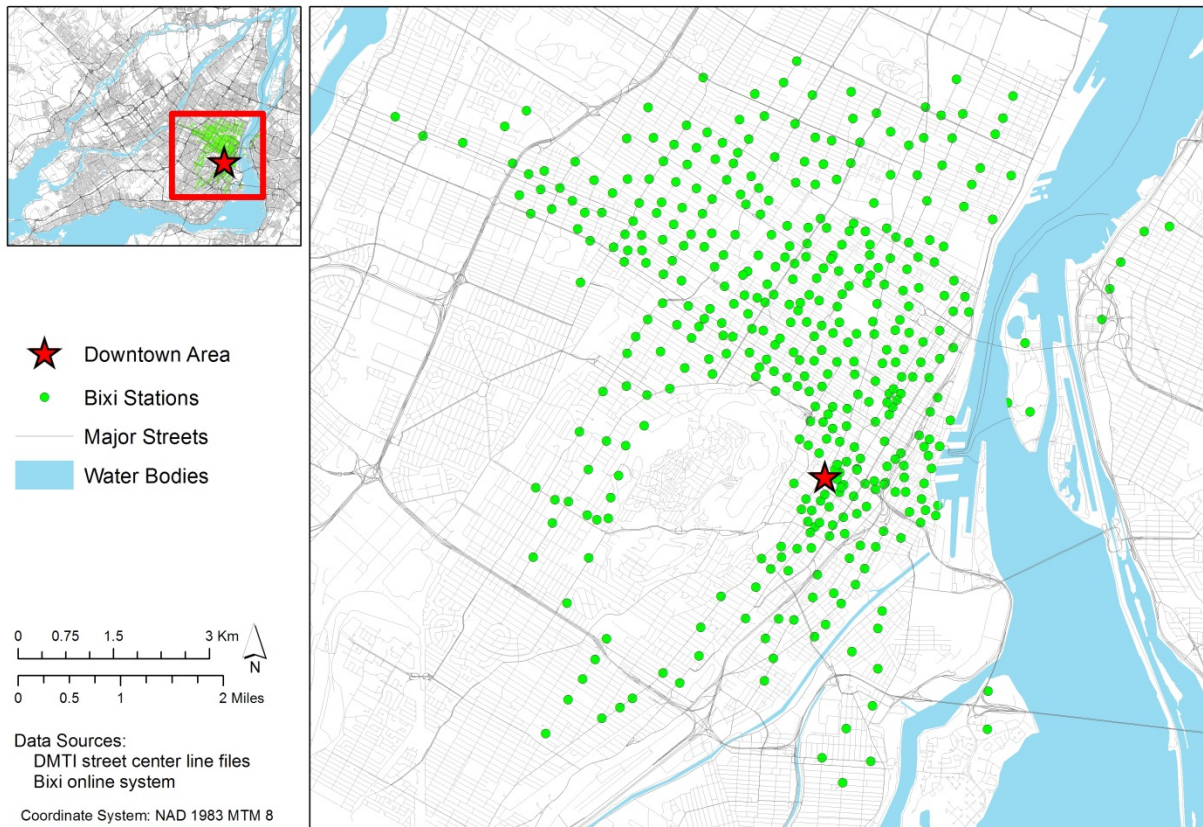 Downtown Area
Bixi Stations
Major Streets
Water Bodies
0 0.75 1.5 3 Km
N
0 0.5 1 2 Miles
Data Sources:
DMTI street center line files
Bixi online system
Coordinate System: NAD 1983 MTM 8